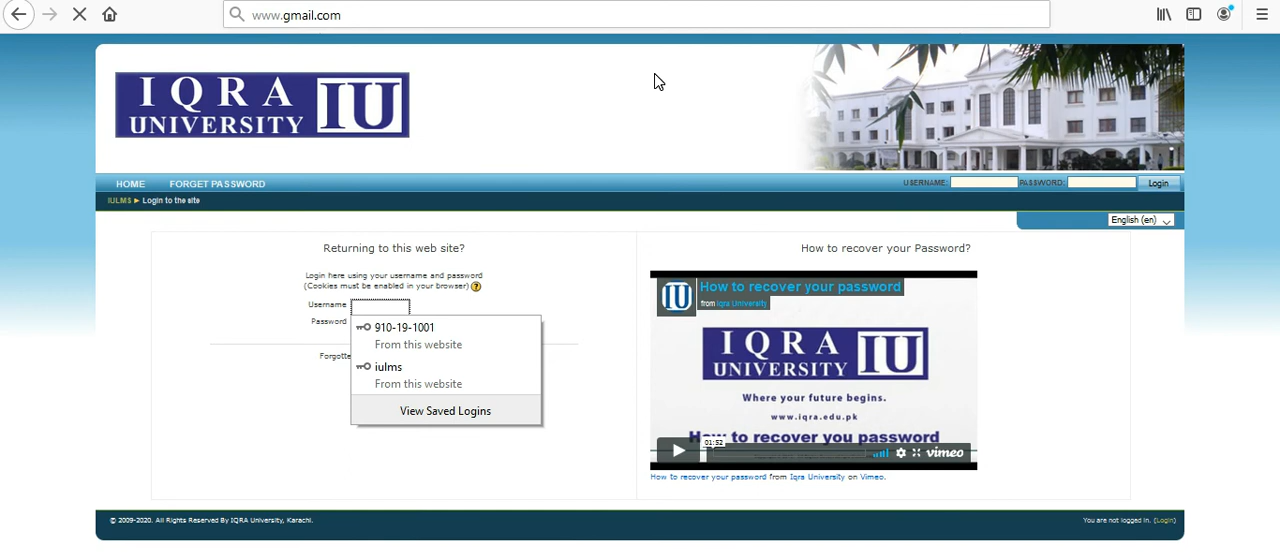 www.gmail.com
IQRA
UNIVERSITY
IU
HOME FORGET PASSWORD
USERNAME: PASSWORD: Login
IULMS ► Login to the site
English (en)
Returning to this web site?
Login here using your username and password
(Cookies must be enabled in your browser) ?
Username
Password
910-19-1001
From this website
Forgotte
iulms
From this website
View Saved Logins
How to recover your Password?
IU
How to recover your password
from Iqra University
IQRA
UNIVERSITY
IU
Where your future begins.
www.iqra.edu.pk
How to recover you password
01:52
vimeo
How to recover your password from Iqra University on Vimeo.
© 2009-2020. All Rights Reserved By IQRA University, Karachi.
You are not logged in. (Login)